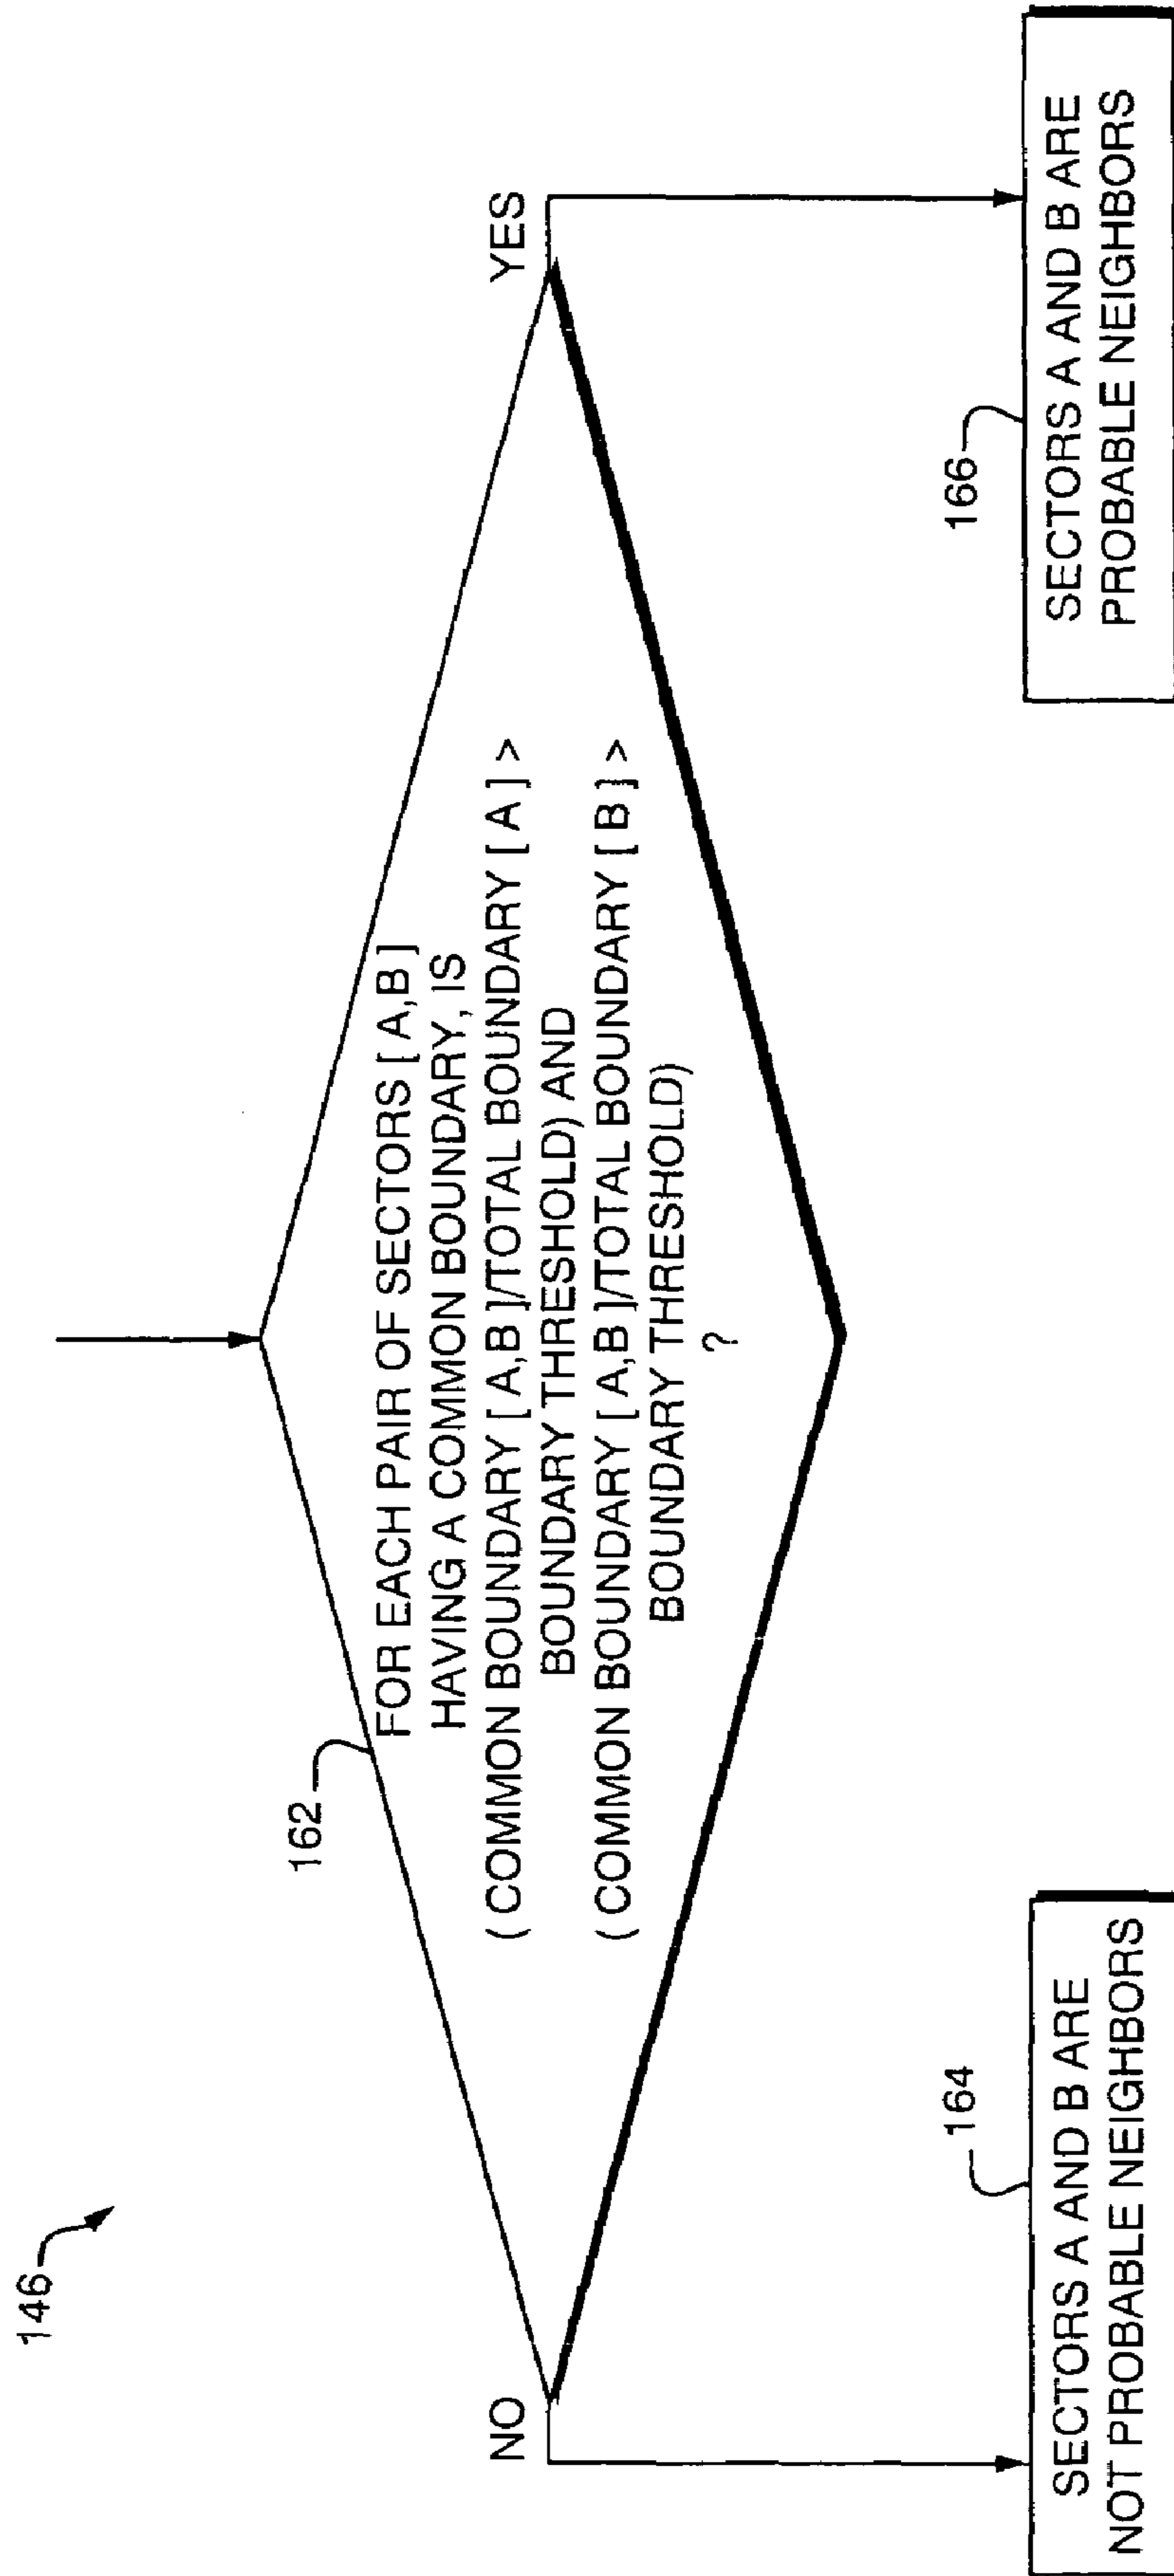 146
162
FOR EACH PAIR OF SECTORS [ A,B ]
HAVING A COMMON BOUNDARY, IS
( COMMON BOUNDARY [ A,B ]/TOTAL BOUNDARY [ A ] >
BOUNDARY THRESHOLD) AND
( COMMON BOUNDARY [ A,B ]/TOTAL BOUNDARY [ B ] >
BOUNDARY THRESHOLD)
?
NO
YES
164
SECTORS A AND B ARE
NOT PROBABLE NEIGHBORS
166
SECTORS A AND B ARE
PROBABLE NEIGHBORS